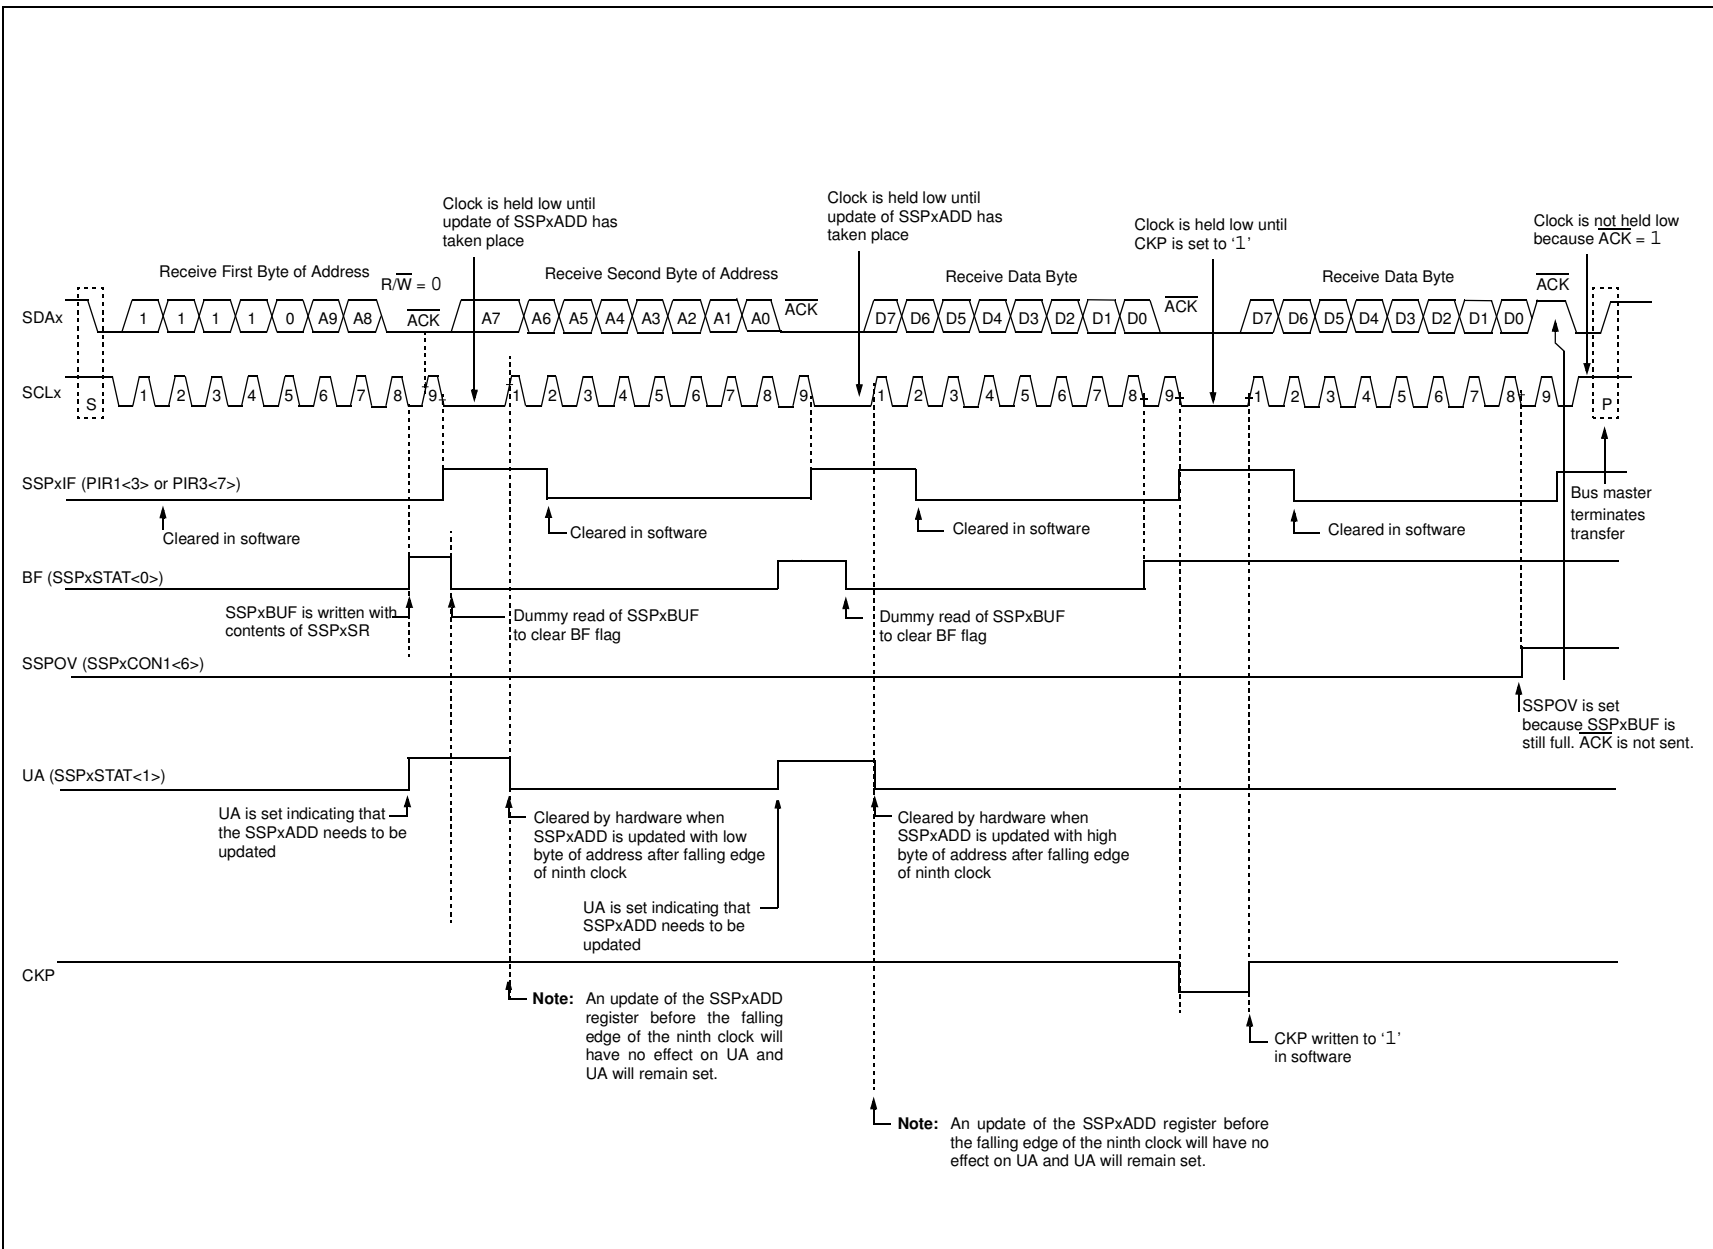 Clock is held low until
update of SSPxADD has
taken place
Clock is held low until
update of SSPxADD has
taken place
Clock is held low until
CKP is set to ‘1’
Clock is not held low
because ACK = 1
Receive First Byte of Address
R/W = 0
Receive Second Byte of Address
Receive Data Byte
Receive Data Byte
SDAx
1 1 1 1 0 A9 A8 ACK A7 A6 A5 A4 A3 A2 A1 A0 ACK D7 D6 D5 D4 D3 D2 D1 D0 ACK D7 D6 D5 D4 D3 D2 D1 D0 ACK
SCLx
S 1 2 3 4 5 6 7 8 9 1 2 3 4 5 6 7 8 9 1 2 3 4 5 6 7 8 9 1 2 3 4 5 6 7 8 9 P
SSPxIF (PIR1<3> or PIR3<7>)
Cleared in software
Cleared in software
Cleared in software
Cleared in software
Bus master
terminates
transfer
BF (SSPxSTAT<0>)
SSPxBUF is written with
contents of SSPxSR
Dummy read of SSPxBUF
to clear BF flag
Dummy read of SSPxBUF
to clear BF flag
SSPOV (SSPxCON1<6>)
SSPOV is set
because SSPxBUF is
still full. ACK is not sent.
UA (SSPxSTAT<1>)
UA is set indicating that
the SSPxADD needs to be
updated
Cleared by hardware when
SSPxADD is updated with low
byte of address after falling edge
of ninth clock
UA is set indicating that
SSPxADD needs to be
updated
Cleared by hardware when
SSPxADD is updated with high
byte of address after falling edge
of ninth clock
CKP
Note: An update of the SSPxADD
register before the falling
edge of the ninth clock will
have no effect on UA and
UA will remain set.
CKP written to ‘1’
in software
Note: An update of the SSPxADD register before
the falling edge of the ninth clock will have no
effect on UA and UA will remain set.